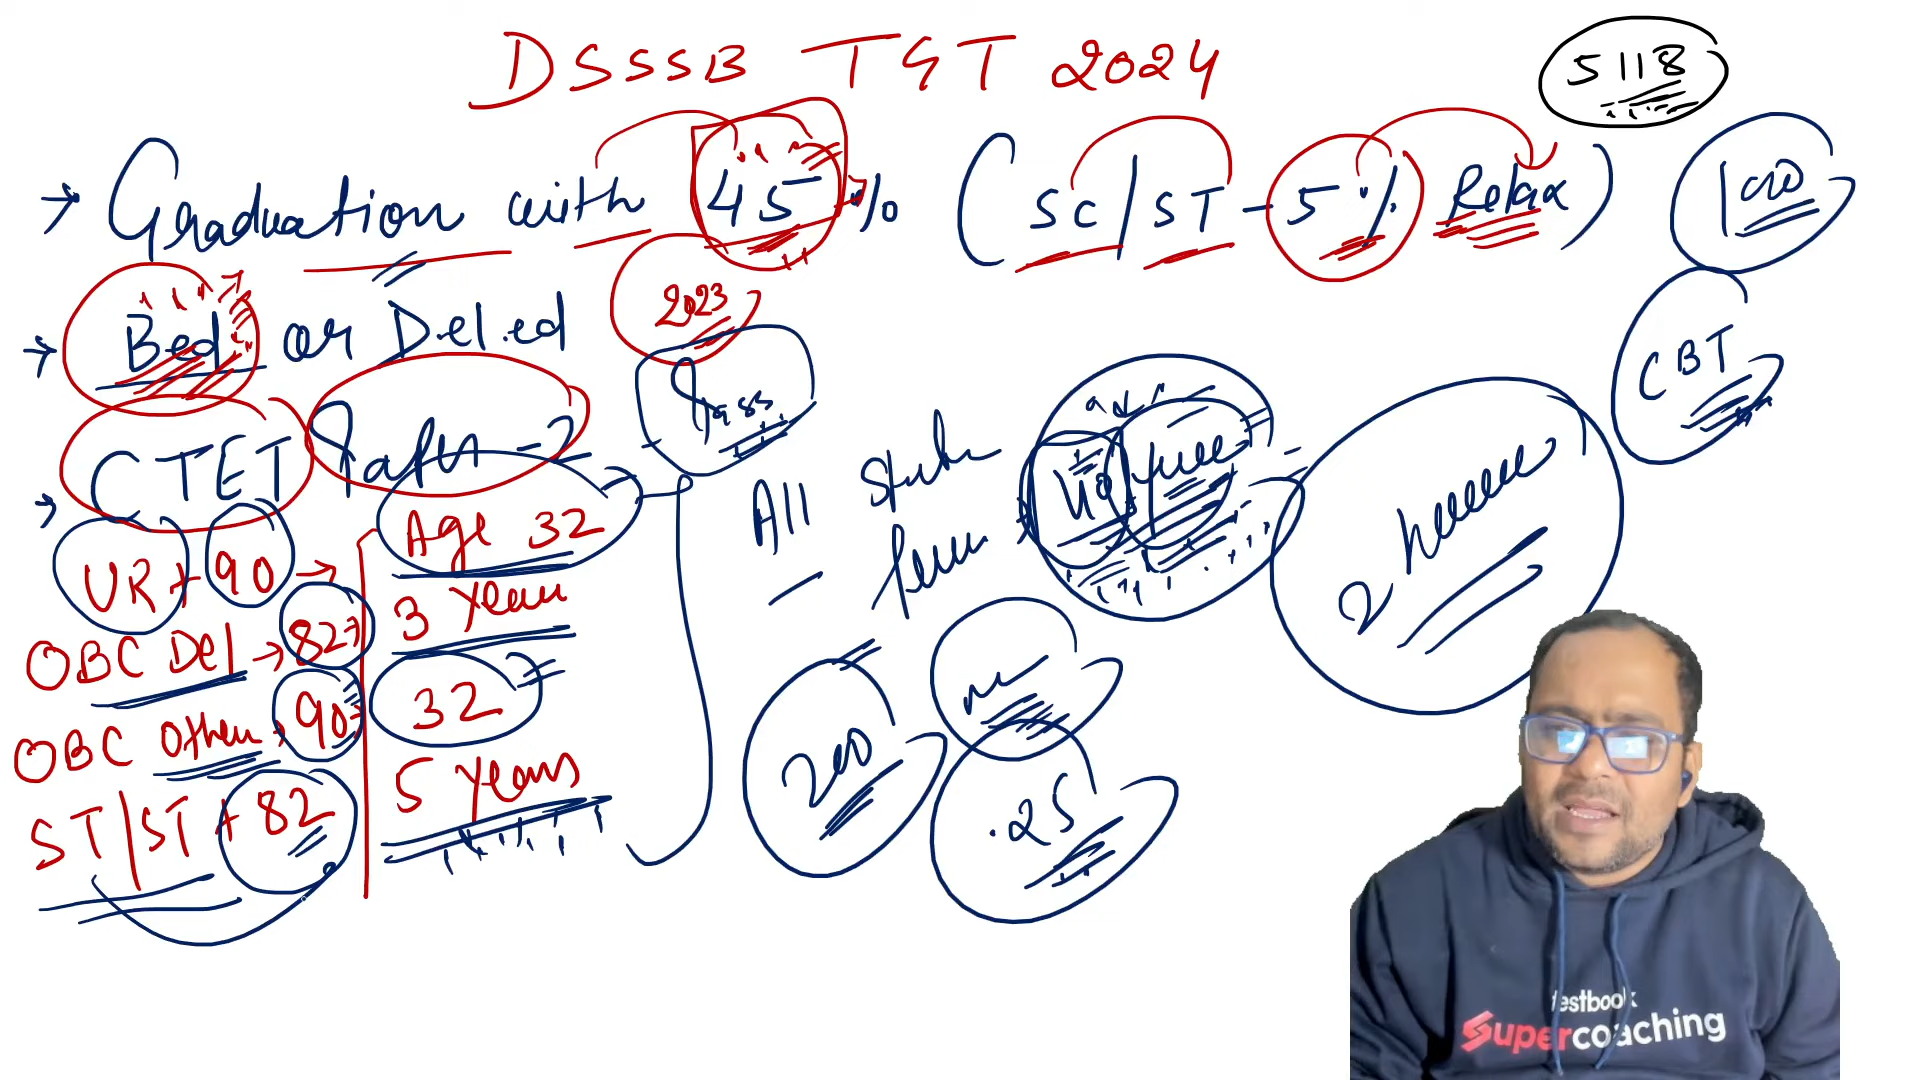 DSSSB TGT 2024
5118
→ Graduation with 45% (SC/ST - 5% Relax)
100
→ Bed or Del.ed
2023
Pass
CBT
→ CTET Paper-2
All
No
2
UR → 90 →
Age 32
OBC Del → 82 →
3 Years
OBC Other → 90 →
32
ST/ST → 82
5 Years
200
.25
testbook
Supercoaching